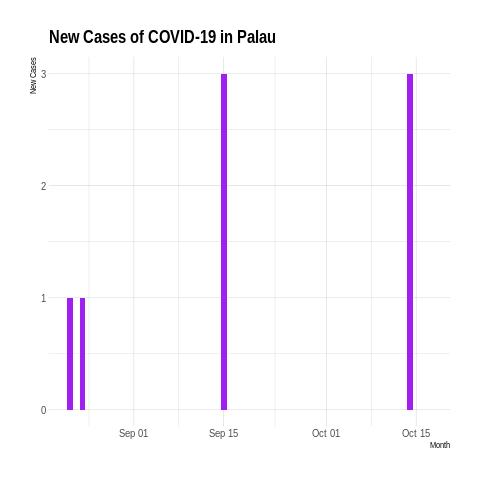 New Cases of COVID-19 in Palau
New Cases
3
2
1
0
Sep 01 Sep 15 Oct 01 Oct 15
Month